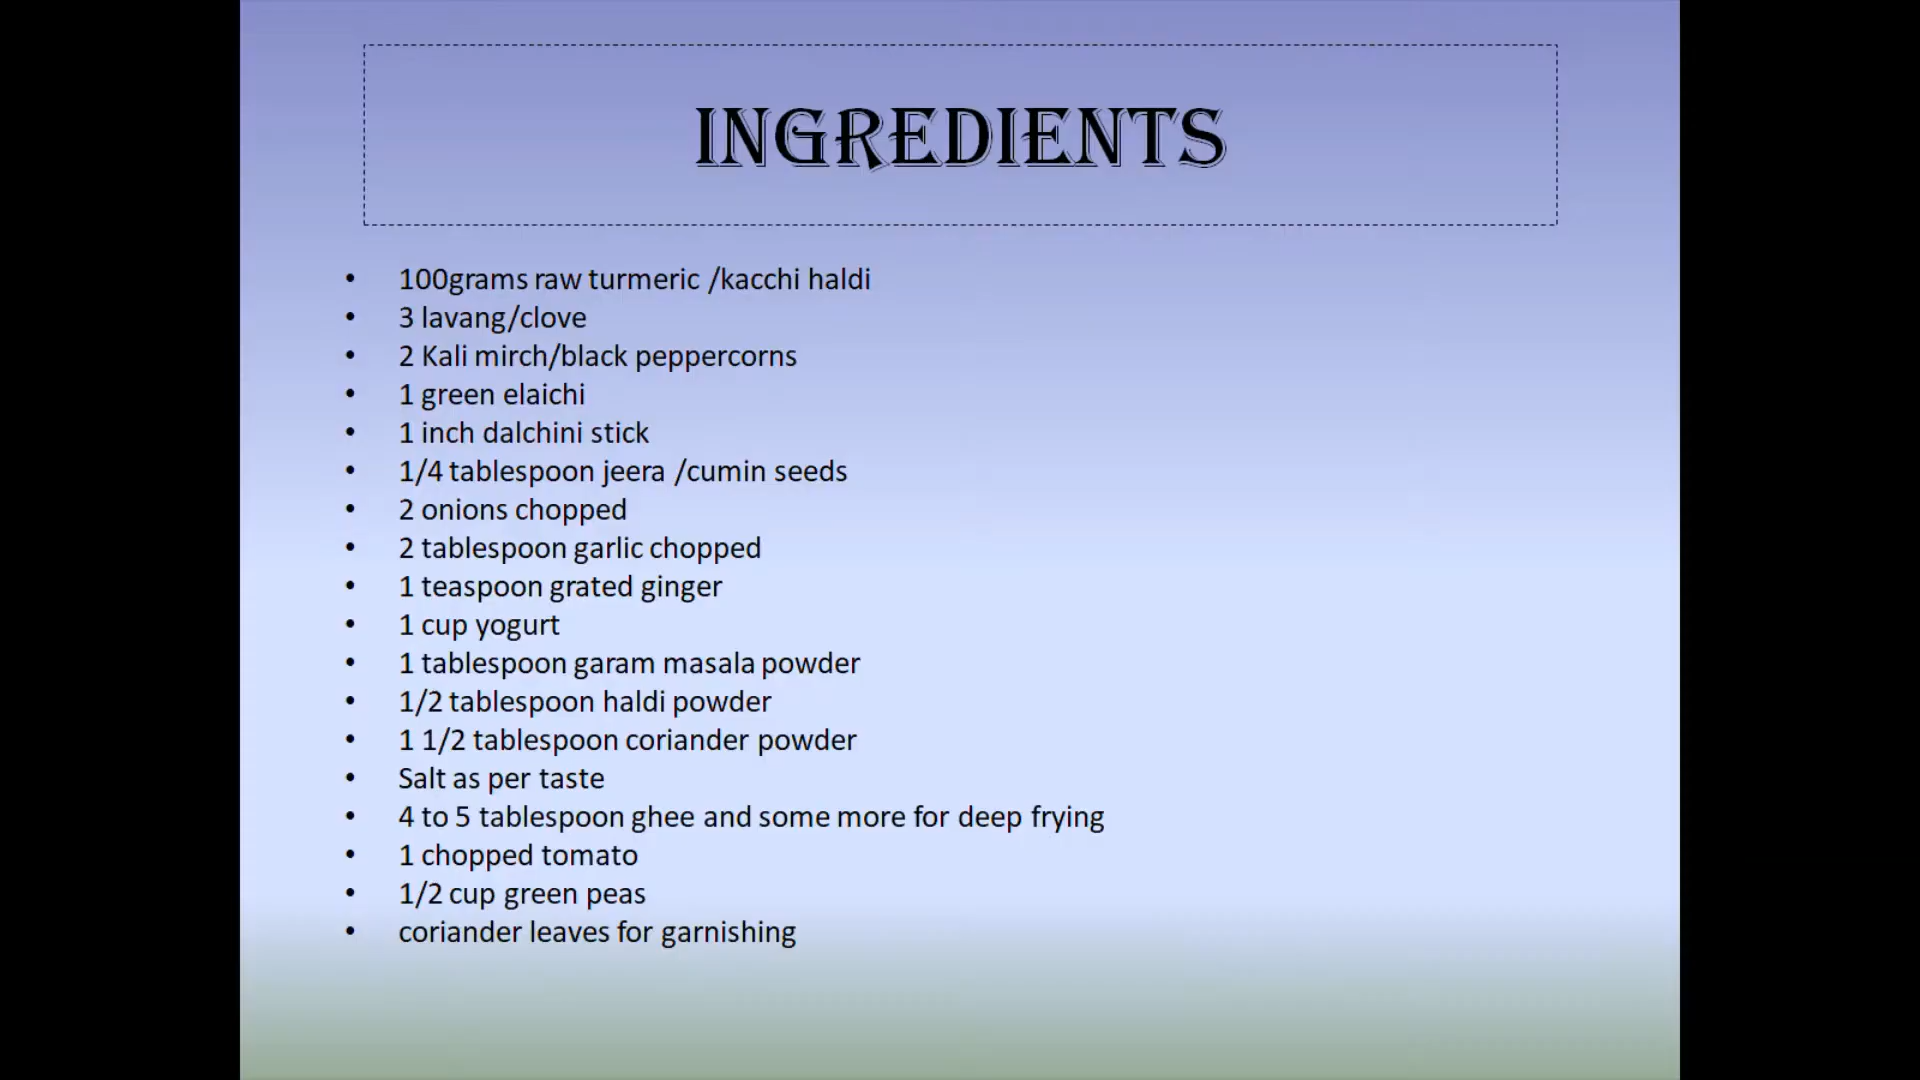 INGREDIENTS
• 100grams raw turmeric /kacchi haldi
• 3 lavang/clove
• 2 Kali mirch/black peppercorns
• 1 green elaichi
• 1 inch dalchini stick
• 1/4 tablespoon jeera /cumin seeds
• 2 onions chopped
• 2 tablespoon garlic chopped
• 1 teaspoon grated ginger
• 1 cup yogurt
• 1 tablespoon garam masala powder
• 1/2 tablespoon haldi powder
• 1 1/2 tablespoon coriander powder
• Salt as per taste
• 4 to 5 tablespoon ghee and some more for deep frying
• 1 chopped tomato
• 1/2 cup green peas
• coriander leaves for garnishing